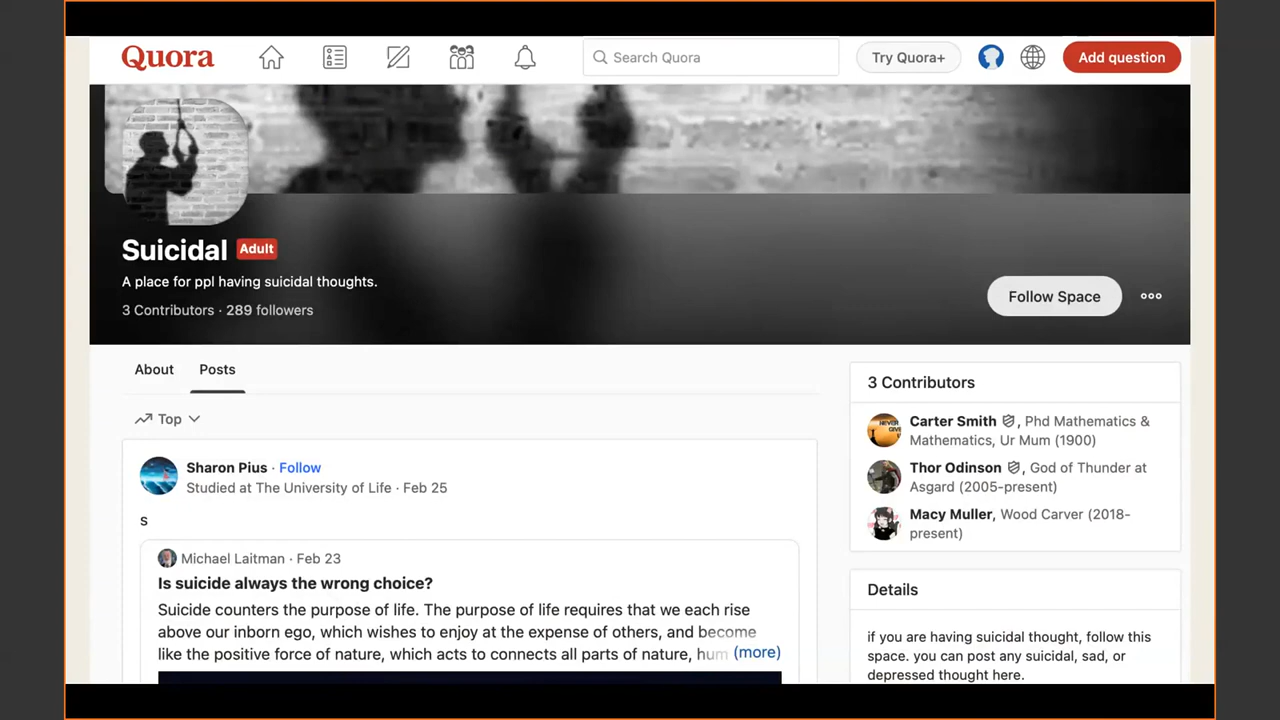 Quora
Search Quora
Try Quora+
Add question
Suicidal Adult
A place for ppl having suicidal thoughts.
3 Contributors · 289 followers
Follow Space
About
Posts
Top
Sharon Pius · Follow
Studied at The University of Life · Feb 25
s
Michael Laitman · Feb 23
Is suicide always the wrong choice?
Suicide counters the purpose of life. The purpose of life requires that we each rise
above our inborn ego, which wishes to enjoy at the expense of others, and become
like the positive force of nature, which acts to connects all parts of nature, hum (more)
3 Contributors
Carter Smith , Phd Mathematics &
Mathematics, Ur Mum (1900)
Thor Odinson , God of Thunder at
Asgard (2005-present)
Macy Muller, Wood Carver (2018-
present)
Details
if you are having suicidal thought, follow this
space. you can post any suicidal, sad, or
depressed thought here.